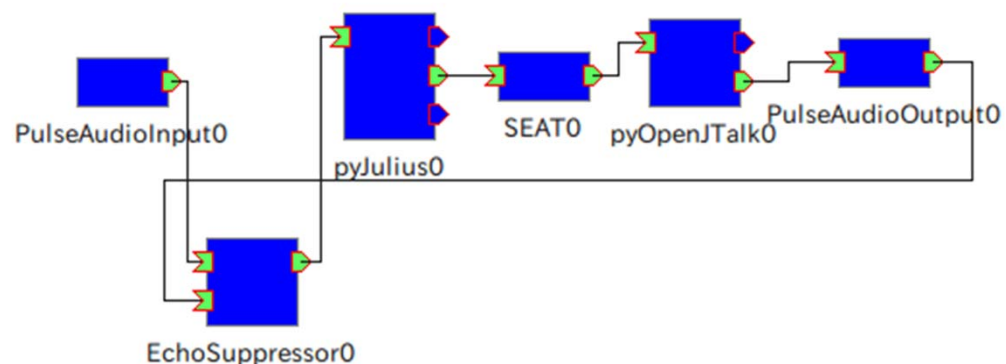 PulseAudioInput0
pyJulius0
SEAT0
pyOpenJTalk0
PulseAudioOutput0
EchoSuppressor0